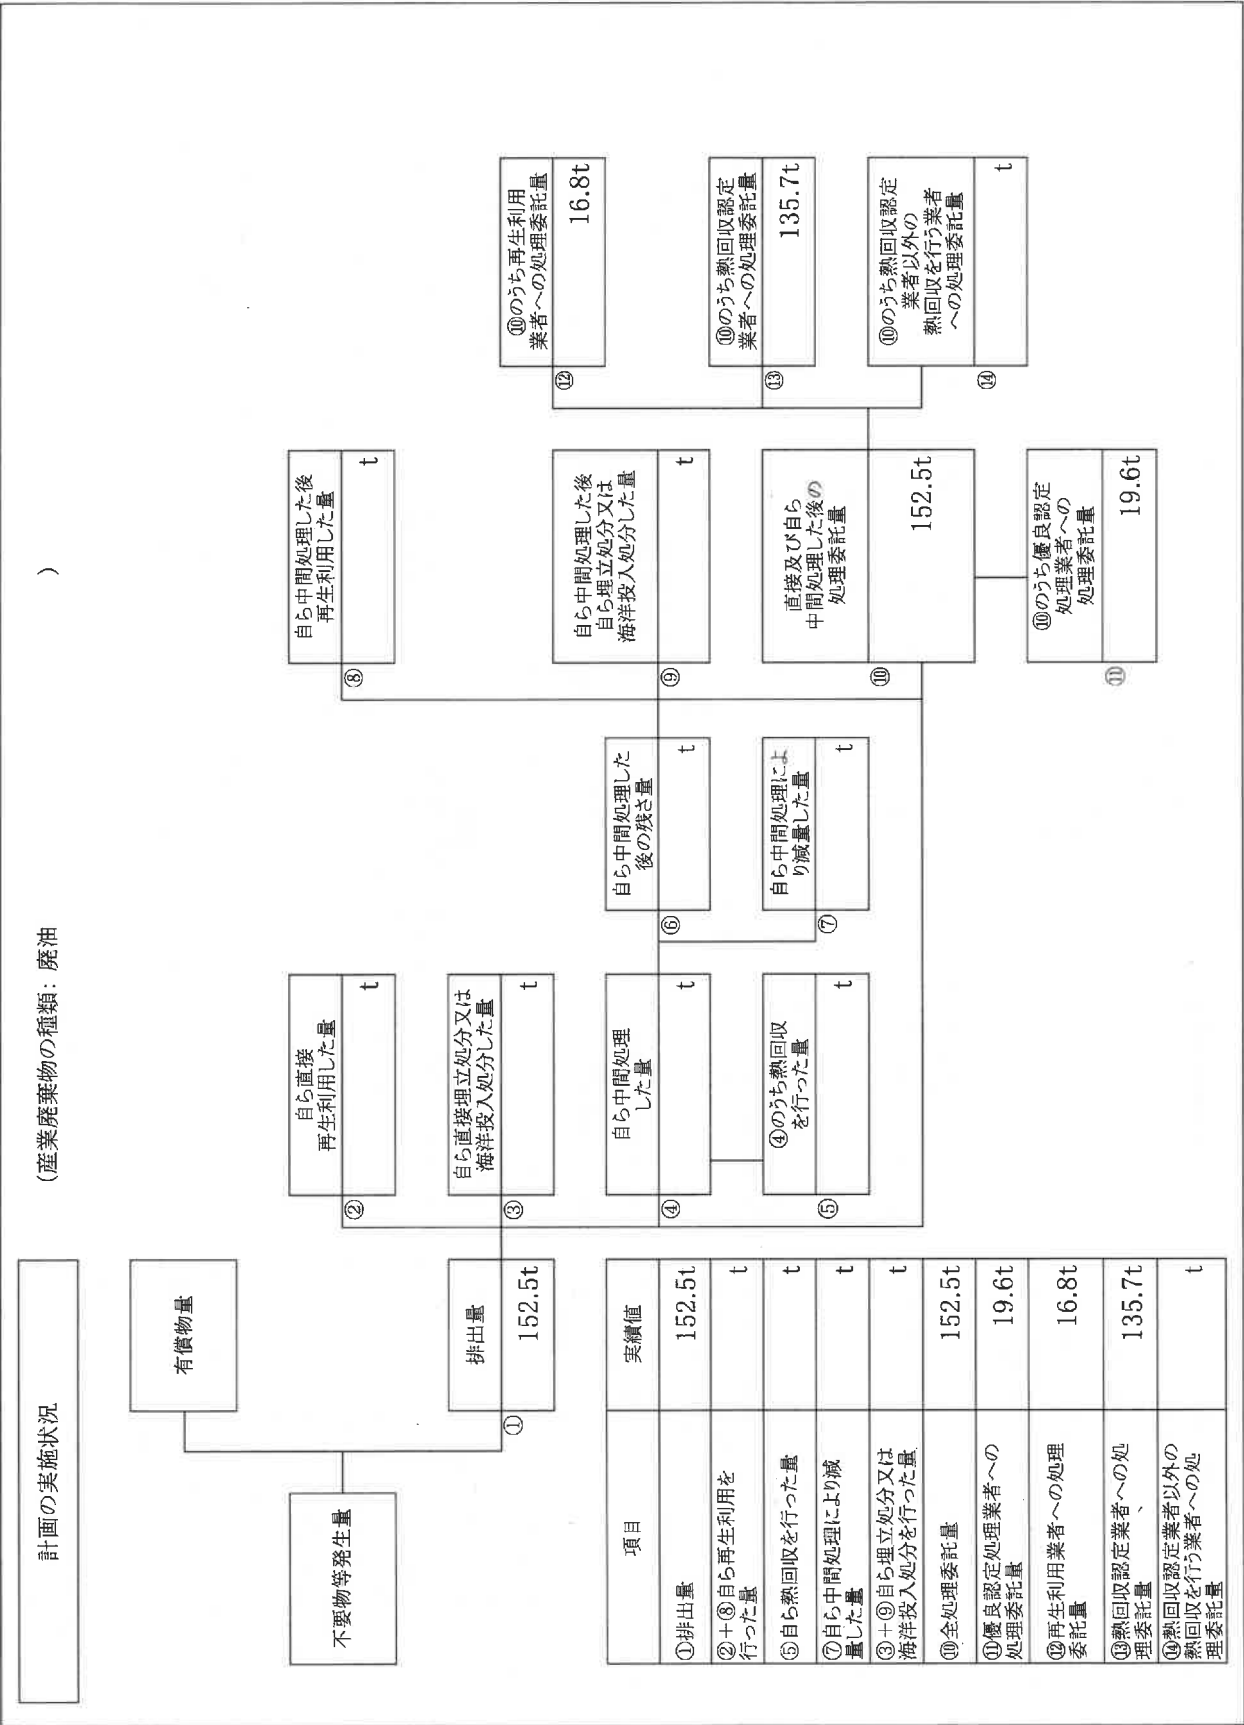 計画の実施状況
(産業廃棄物の種類: 廃油
)
不要物等発生量
有償物量
①
排出量
152.5t
②
自ら直接
再生利用した量
t
③
自ら直接埋立処分又は
海洋投入処分した量
t
④
自ら中間処理
した量
t
⑤
④のうち熱回収
を行った量
t
⑥
自ら中間処理した
後の残さ量
t
⑦
自ら中間処理によ
り減量した量
t
⑧
自ら中間処理した後
再生利用した量
t
⑨
自ら中間処理した後
自ら埋立処分又は
海洋投入処分した量
t
⑩
直接及び自ら
中間処理した後の
処理委託量
152.5t
⑪
⑩のうち優良認定
処理業者への
処理委託量
19.6t
⑫
⑩のうち再生利用
業者への処理委託量
16.8t
⑬
⑩のうち熱回収認定
業者への処理委託量
135.7t
⑭
⑩のうち熱回収認定
業者以外の
熱回収を行う業者
への処理委託量
t
項目 実績値
①排出量 152.5t
②+⑧自ら再生利用を
行った量 t
⑤自ら熱回収を行った量 t
⑦自ら中間処理により減
量した量 t
③+⑨自ら埋立処分又は
海洋投入処分を行った量 t
⑩全処理委託量 152.5t
⑪優良認定処理業者への
処理委託量 19.6t
⑫再生利用業者への処理
委託量 16.8t
⑬熱回収認定業者への処
理委託量 135.7t
⑭熱回収認定業者以外の
熱回収を行う業者への処
理委託量 t